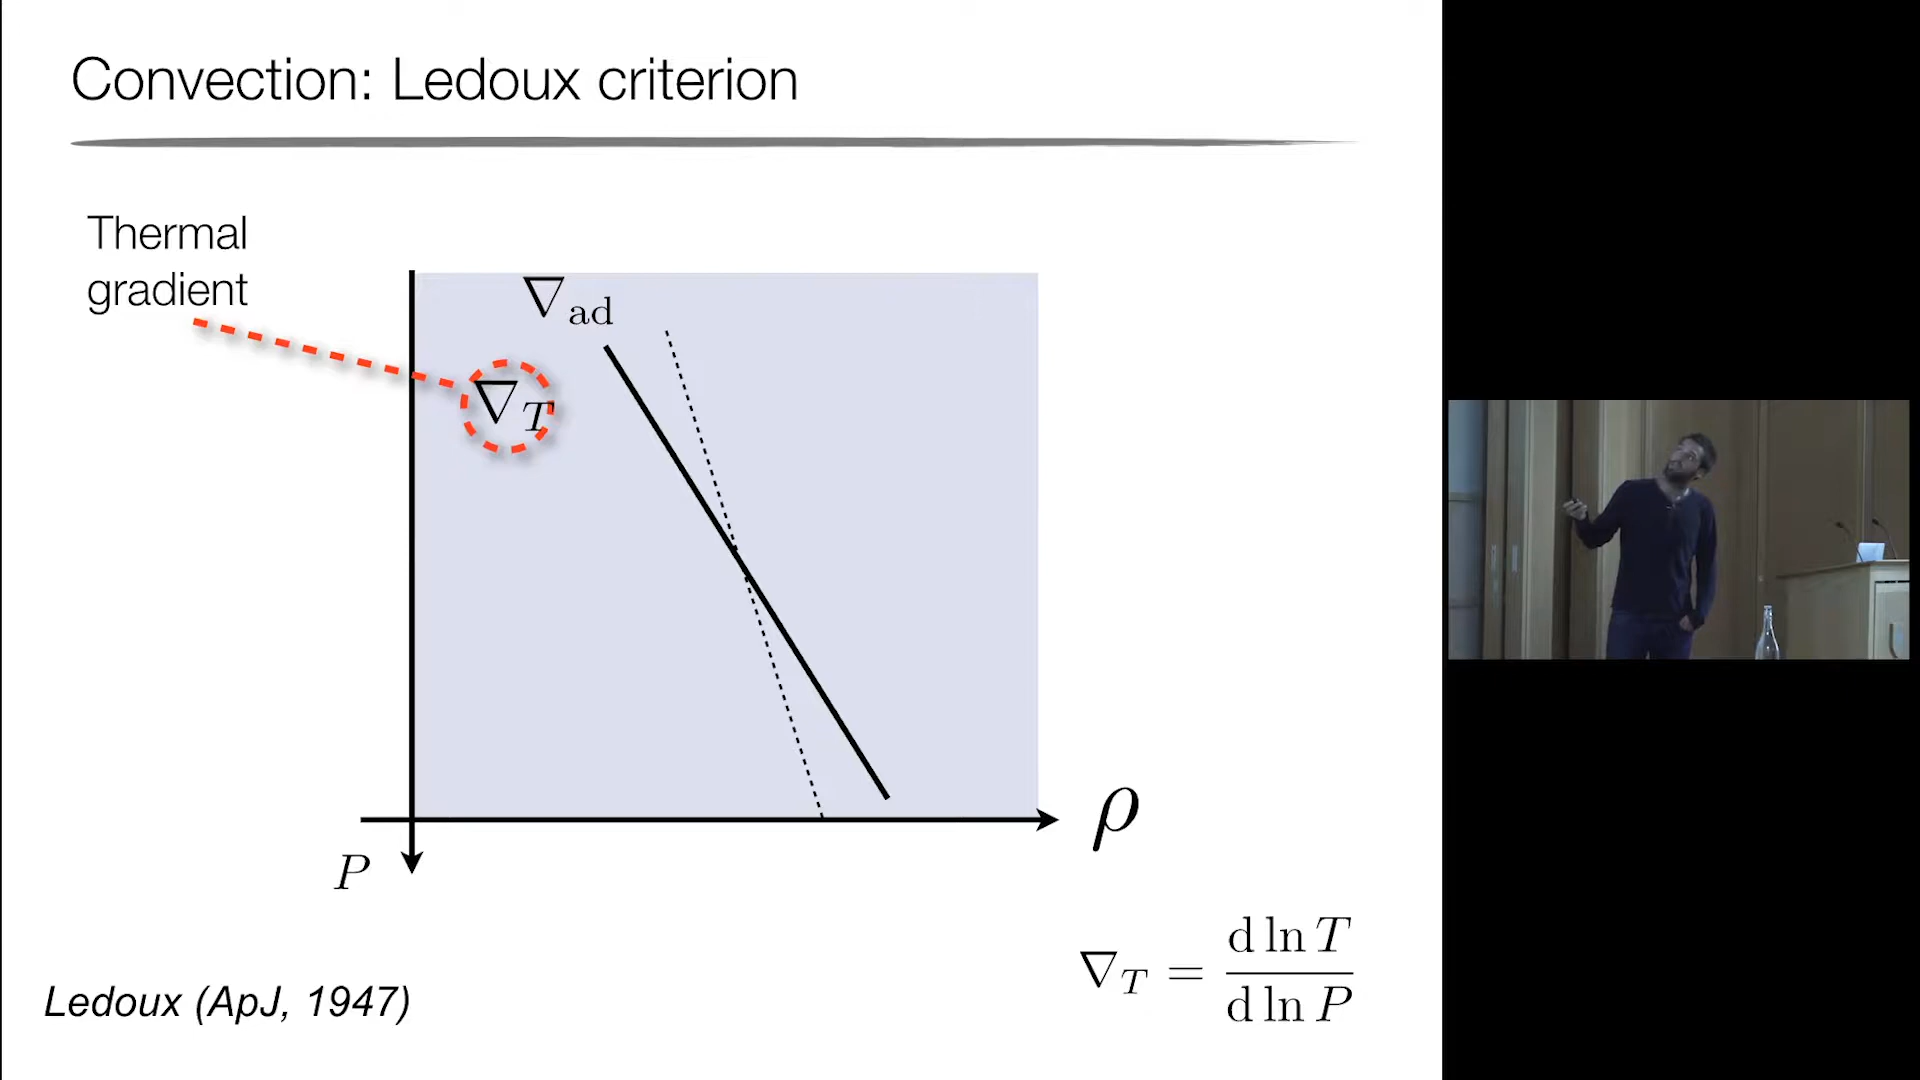 Convection: Ledoux criterion
Thermal
gradient
∇ad
∇T
ρ
P
∇T = d ln T / d ln P
Ledoux (ApJ, 1947)